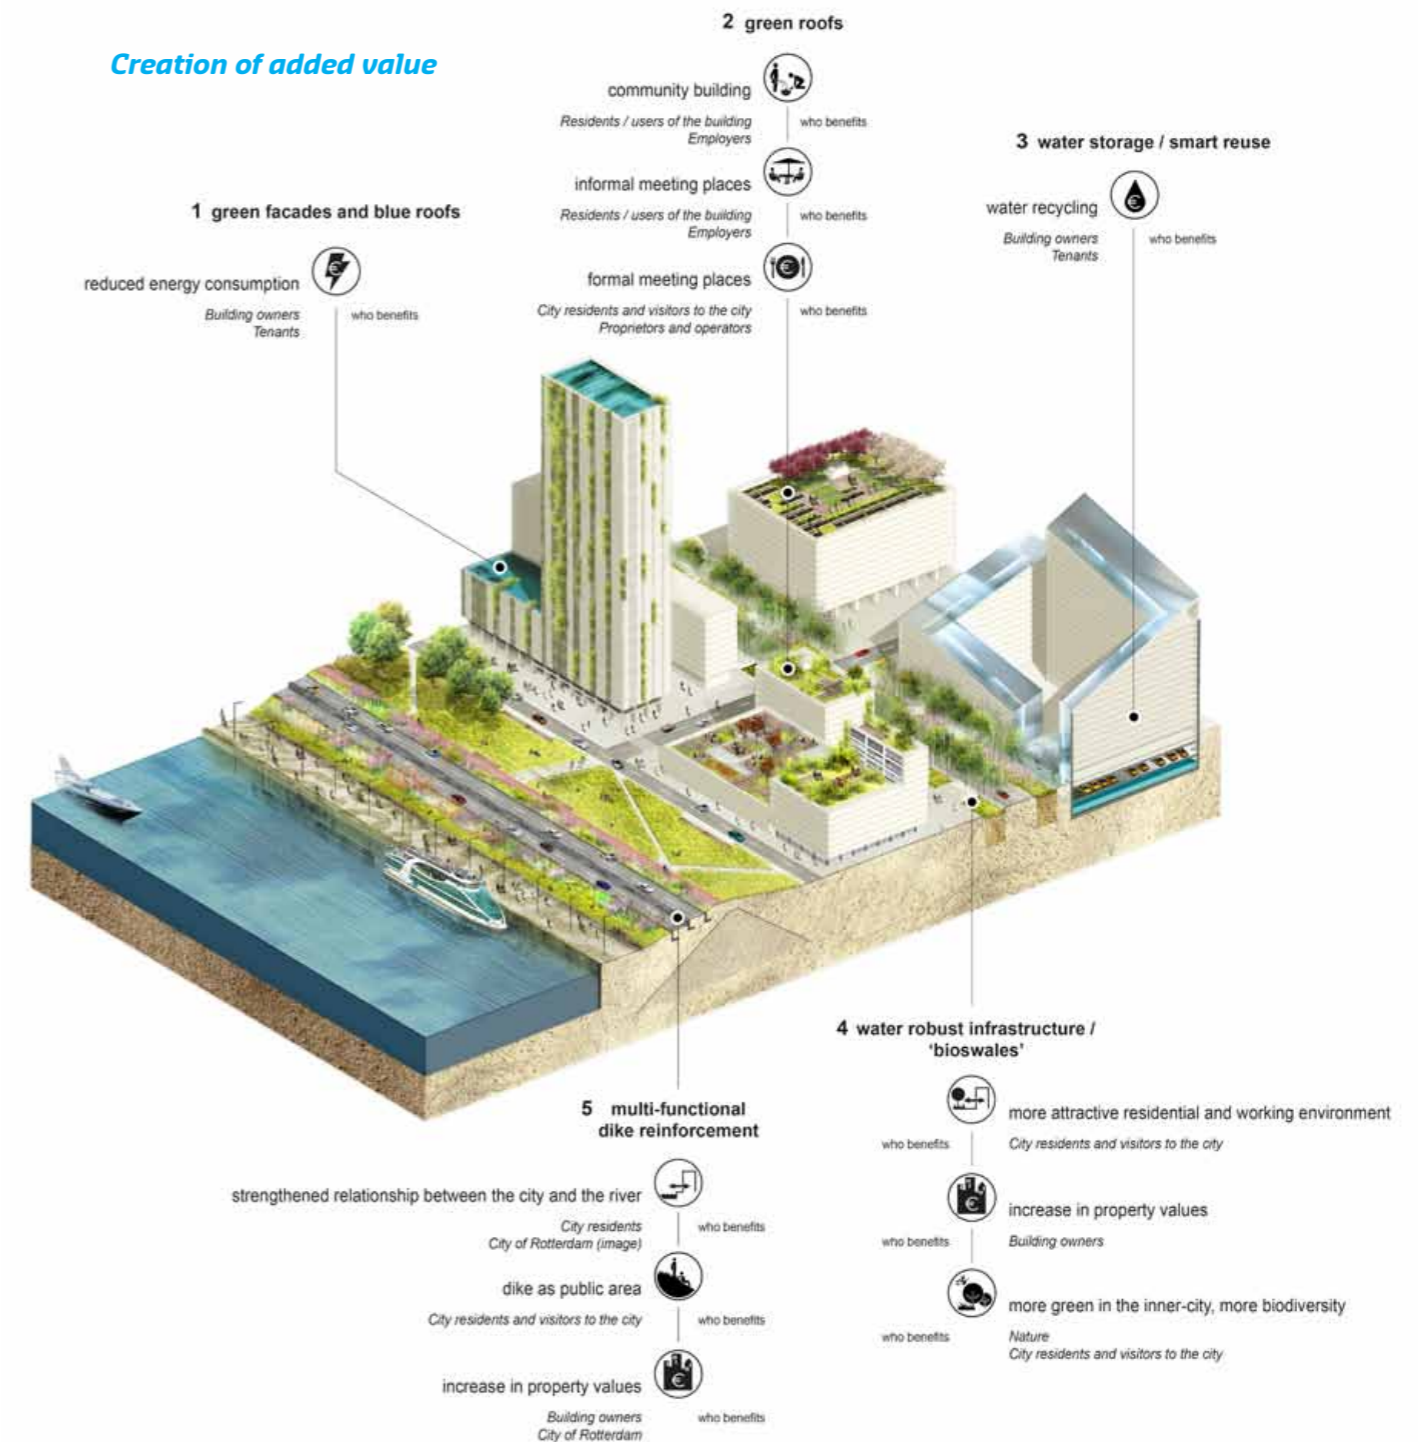 Creation of added value
2 green roofs
community building
Residents / users of the building
Employers
who benefits
informal meeting places
Residents / users of the building
Employers
who benefits
formal meeting places
City residents and visitors to the city
Proprietors and operators
who benefits
3 water storage / smart reuse
water recycling
Building owners
Tenants
who benefits
1 green facades and blue roofs
reduced energy consumption
Building owners
Tenants
who benefits
4 water robust infrastructure /
‘bioswales’
more attractive residential and working environment
who benefits
City residents and visitors to the city
increase in property values
who benefits
Building owners
more green in the inner-city, more biodiversity
who benefits
Nature
City residents and visitors to the city
5 multi-functional
dike reinforcement
strengthened relationship between the city and the river
City residents
City of Rotterdam (image)
who benefits
dike as public area
City residents and visitors to the city
who benefits
increase in property values
Building owners
City of Rotterdam
who benefits